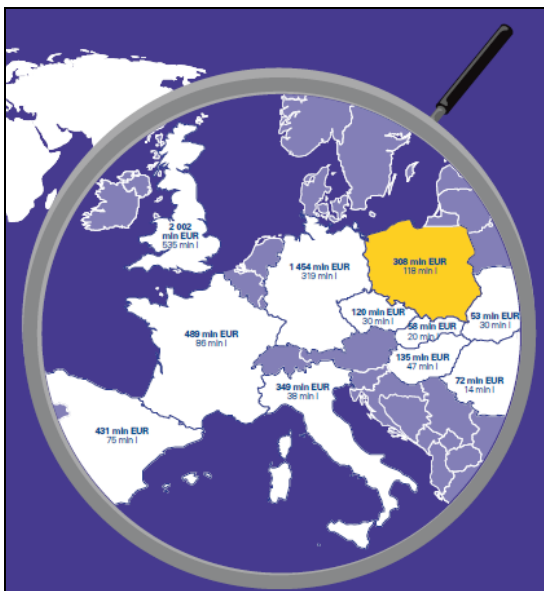 2 002
mln EUR
535 mln l
1 454 mln EUR
319 mln l
308 mln EUR
118 mln l
120 mln EUR
30 mln l
53 mln EUR
30 mln l
58 mln EUR
20 mln l
489 mln EUR
86 mln l
135 mln EUR
47 mln l
349 mln EUR
38 mln l
72 mln EUR
14 mln l
431 mln EUR
75 mln l